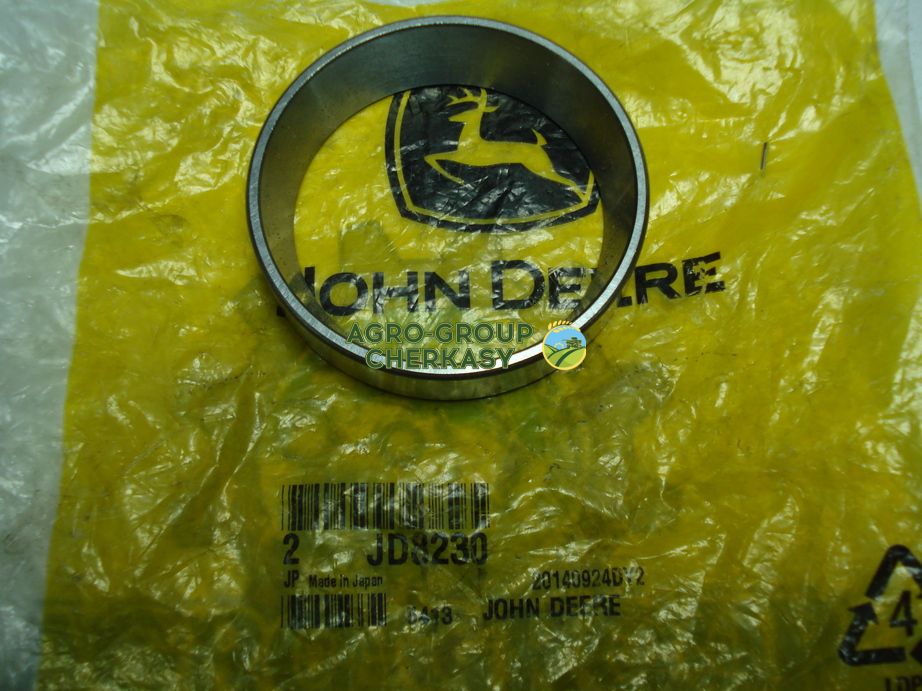 JOHN DEERE
AGRO-GROUP
CHERKASY
2 JD8230
JP Made in Japan 20140924DY2
JOHN DEERE
4